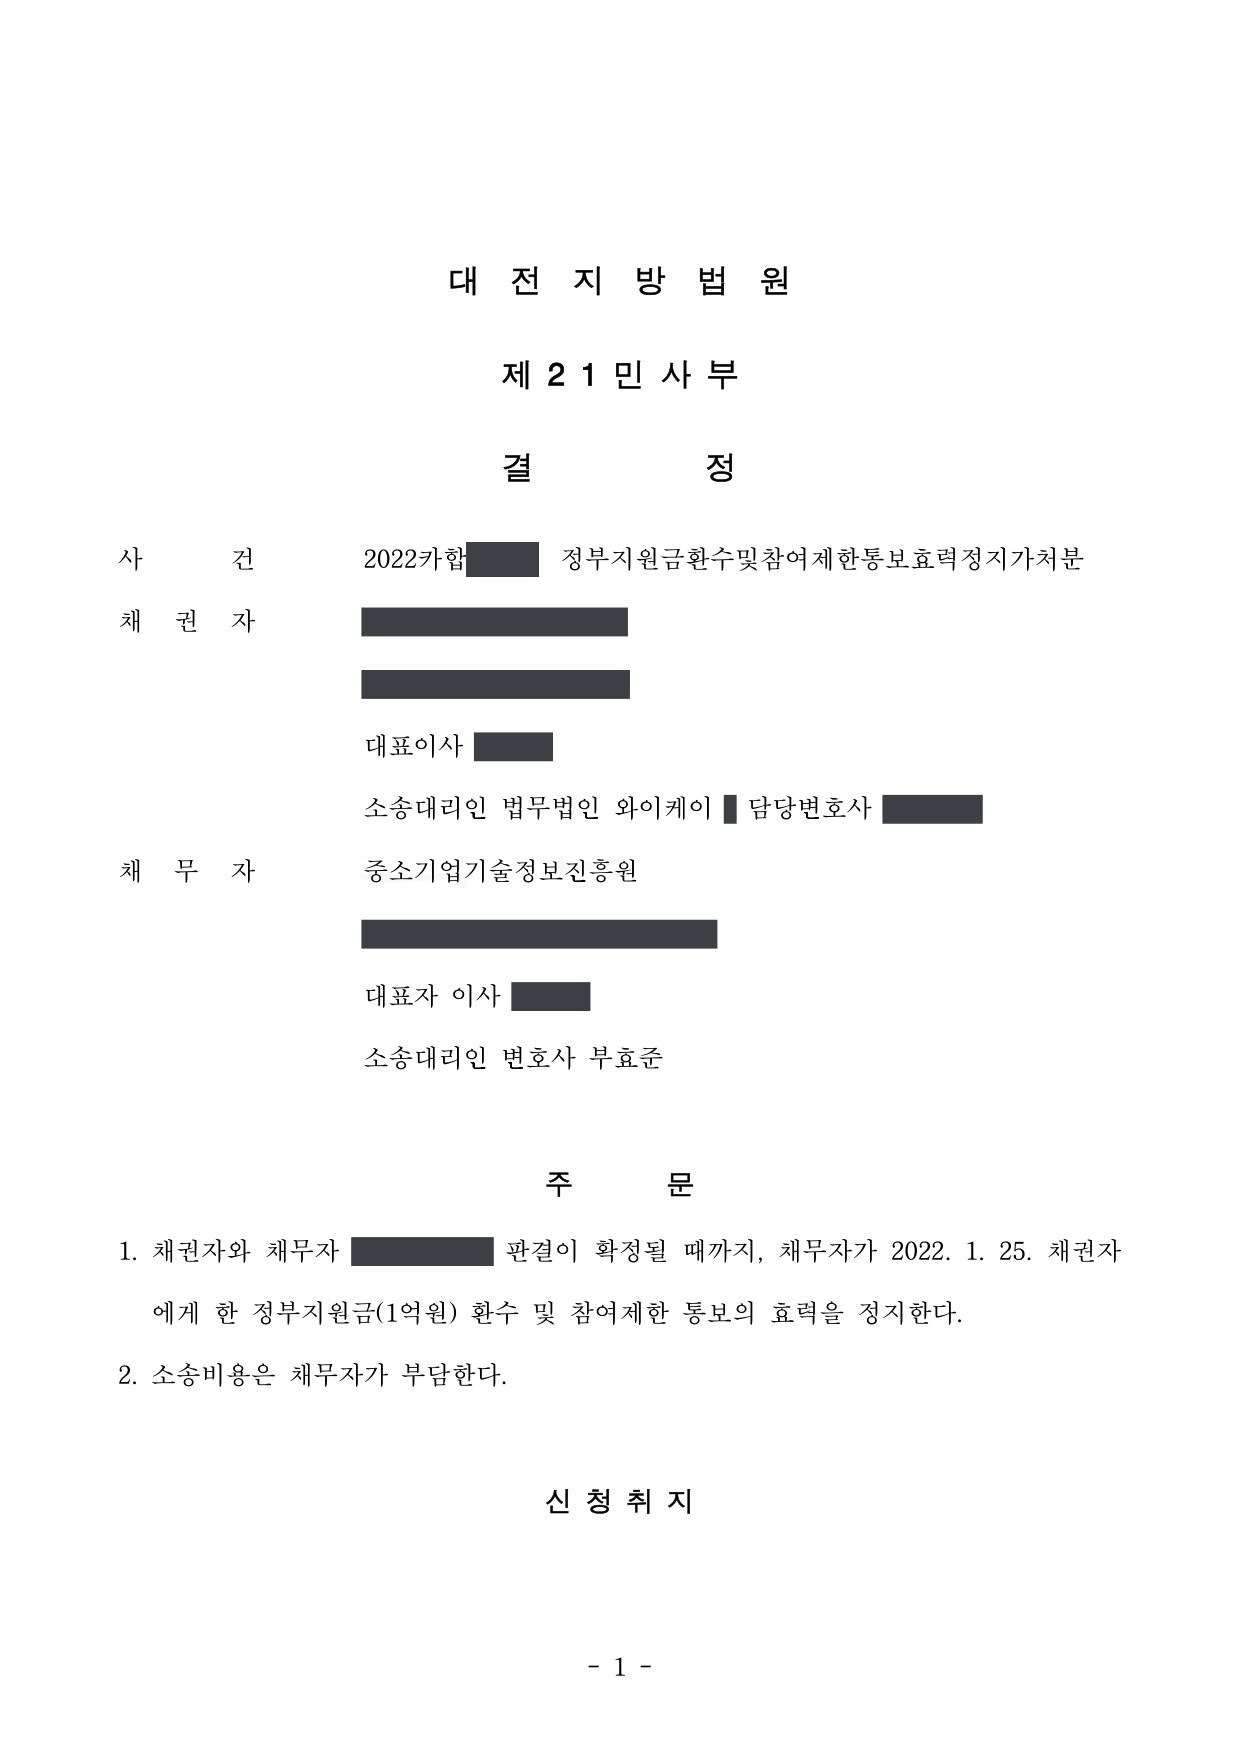 대 전 지 방 법 원
제 2 1 민 사 부
결 정
사 건 2022카합 정부지원금환수및참여제한통보효력정지가처분
채 권 자
대표이사
소송대리인 법무법인 와이케이 담당변호사
채 무 자 중소기업기술정보진흥원
대표자 이사
소송대리인 변호사 부효준
주 문
1. 채권자와 채무자 판결이 확정될 때까지, 채무자가 2022. 1. 25. 채권자
에게 한 정부지원금(1억원) 환수 및 참여제한 통보의 효력을 정지한다.
2. 소송비용은 채무자가 부담한다.
신 청 취 지
- 1 -